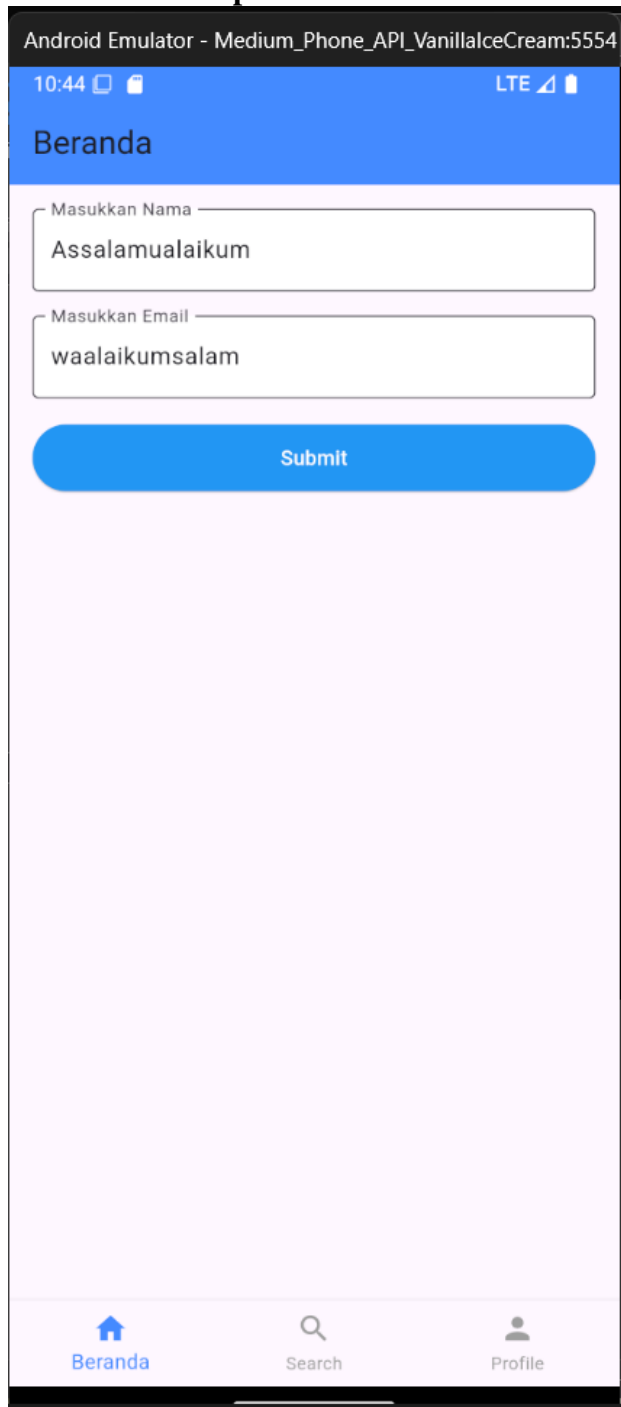 Android Emulator - Medium_Phone_API_VanillaIceCream:5554
10:44 LTE
Beranda
Masukkan Nama
Assalamualaikum
Masukkan Email
waalaikumsalam
Submit
Beranda Search Profile